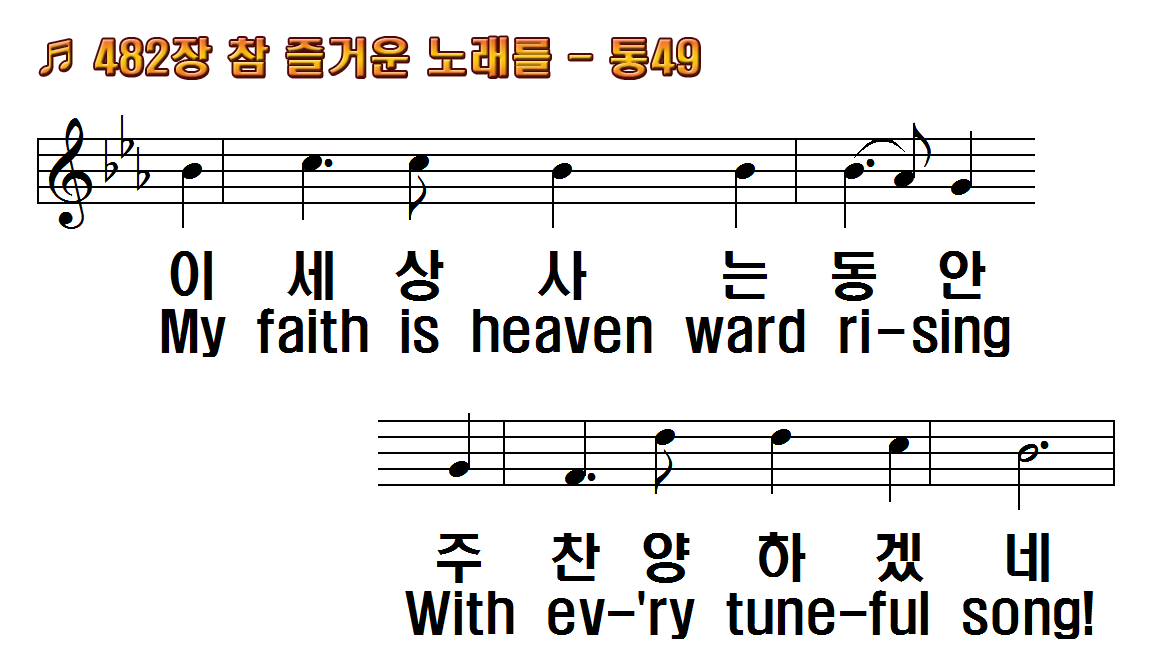 ♬ 482장 참 즐거운 노래를 - 통49
이 세 상 사 는 동 안
My faith is heaven ward ri-sing
주 찬 양 하 겠 네
With ev-'ry tune-ful song!